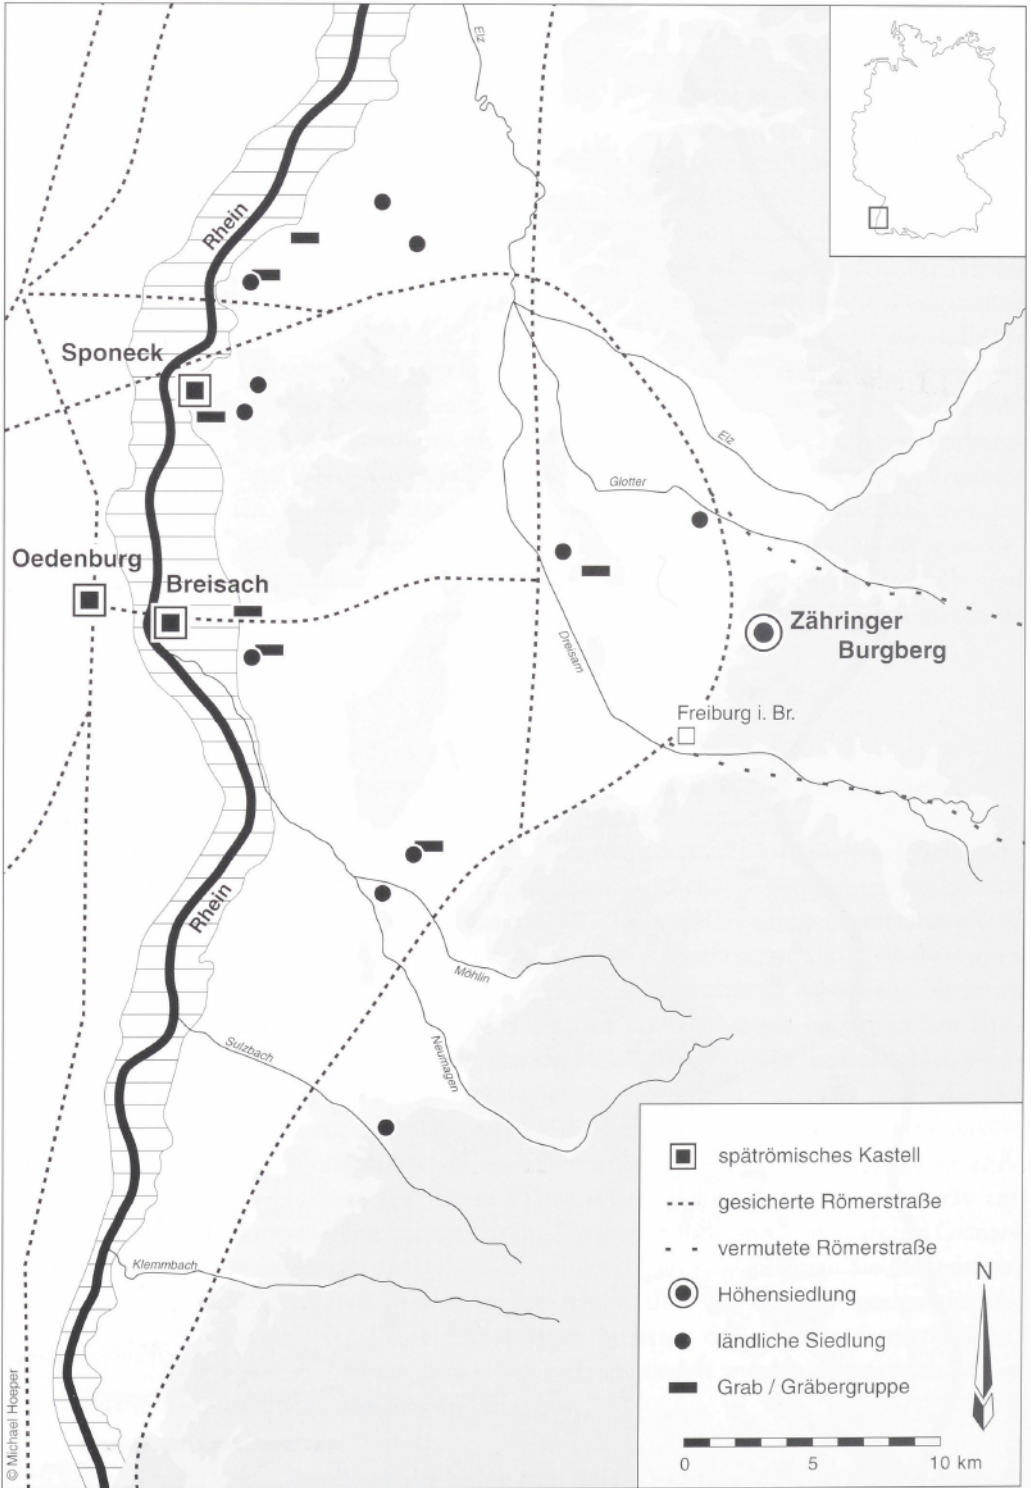 Elz
Rhein
Sponeck
Elz
Glotter
Oedenburg
Breisach
Zähringer
Burgberg
Dreisam
Freiburg i. Br.
Rhein
Möhlin
Neumagen
Sulzbach
Klemmbach
spätrömisches Kastell
gesicherte Römerstraße
vermutete Römerstraße
Höhensiedlung
ländliche Siedlung
Grab / Gräbergruppe
N
0 5 10 km
© Michael Hoeper